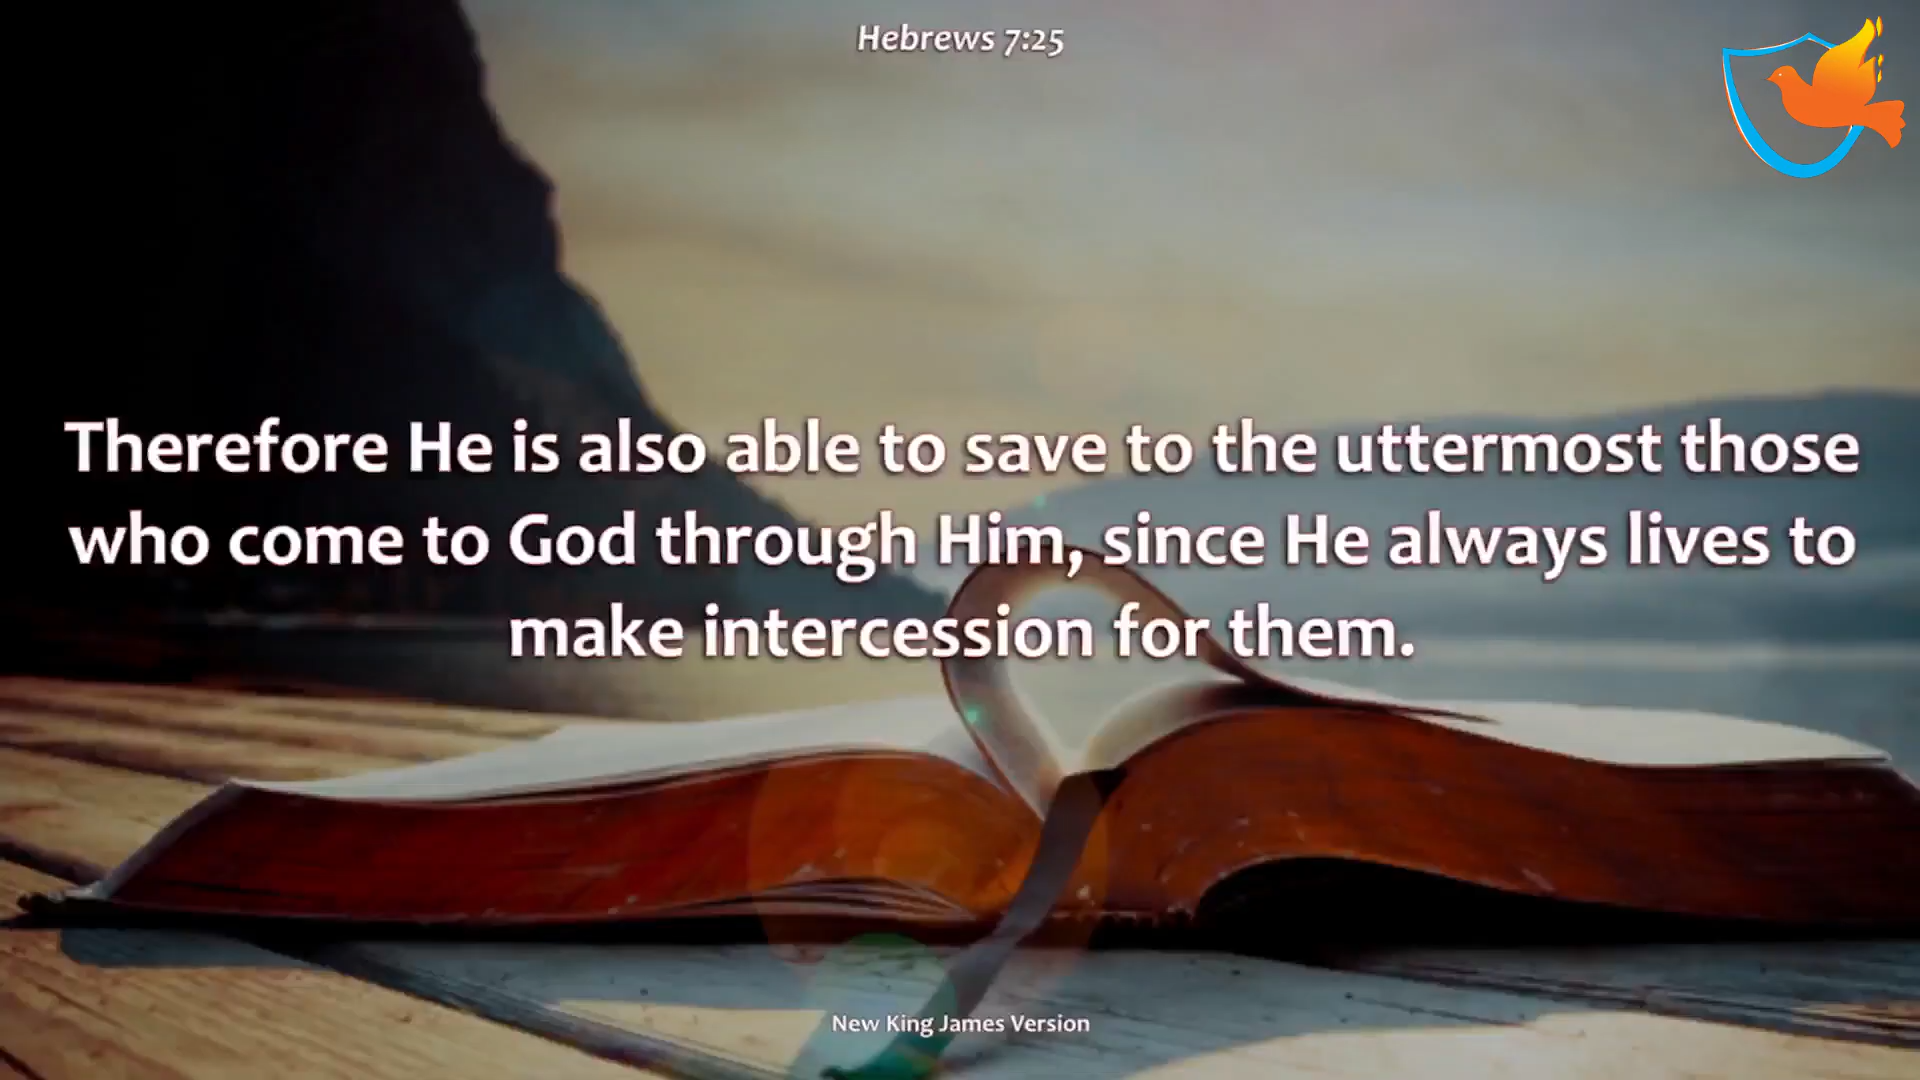 Hebrews 7:25
Therefore He is also able to save to the uttermost those
who come to God through Him, since He always lives to
make intercession for them.
New King James Version